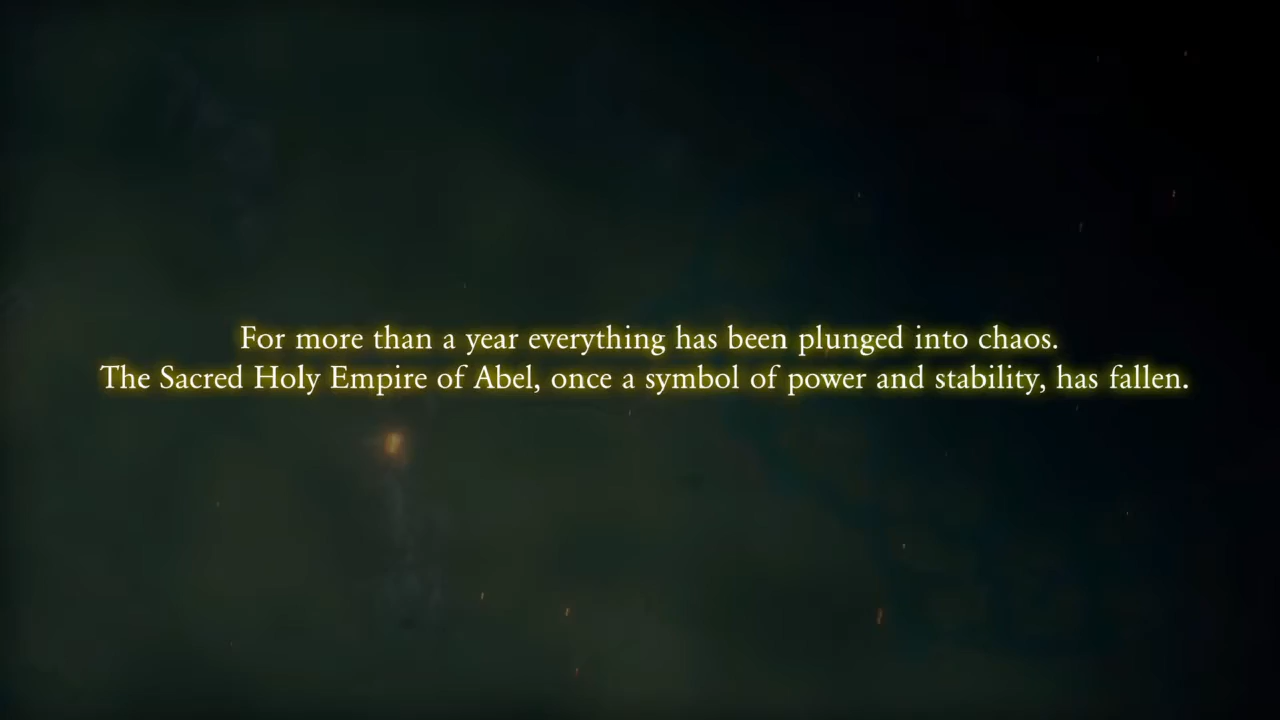 For more than a year everything has been plunged into chaos.
The Sacred Holy Empire of Abel, once a symbol of power and stability, has fallen.